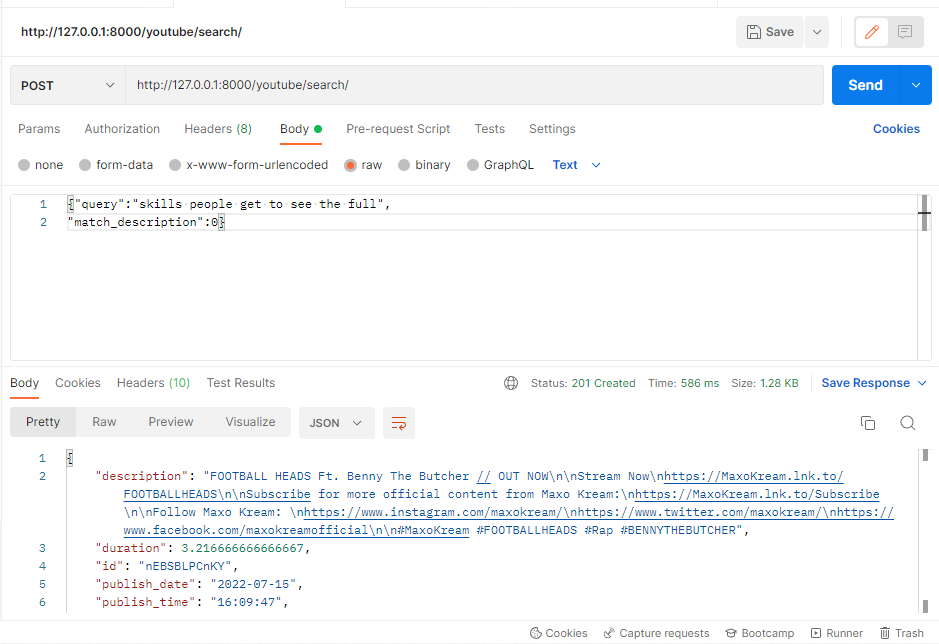 http://127.0.0.1:8000/youtube/search/
Save
POST
http://127.0.0.1:8000/youtube/search/
Send
Params Authorization Headers (8) Body Pre-request Script Tests Settings Cookies
none form-data x-www-form-urlencoded raw binary GraphQL Text
1 {"query":"skills people get to see the full",
2 "match_description":0}
Body Cookies Headers (10) Test Results Status: 201 Created Time: 586 ms Size: 1.28 KB Save Response
Pretty Raw Preview Visualize JSON
1 {
2 "description": "FOOTBALL HEADS Ft. Benny The Butcher // OUT NOW\n\nStream Now\nhttps://MaxoKream.lnk.to/
FOOTBALLHEADS\n\nSubscribe for more official content from Maxo Kream:\nhttps://MaxoKream.lnk.to/Subscribe
\n\nFollow Maxo Kream: \nhttps://www.instagram.com/maxokream/\nhttps://www.twitter.com/maxokream/\nhttps://
www.facebook.com/maxokreamofficial\n\n#MaxoKream #FOOTBALLHEADS #Rap #BENNYTHEBUTCHER",
3 "duration": 3.216666666666667,
4 "id": "nEBSBLPCnKY",
5 "publish_date": "2022-07-15",
6 "publish_time": "16:09:47",
Cookies Capture requests Bootcamp Runner Trash